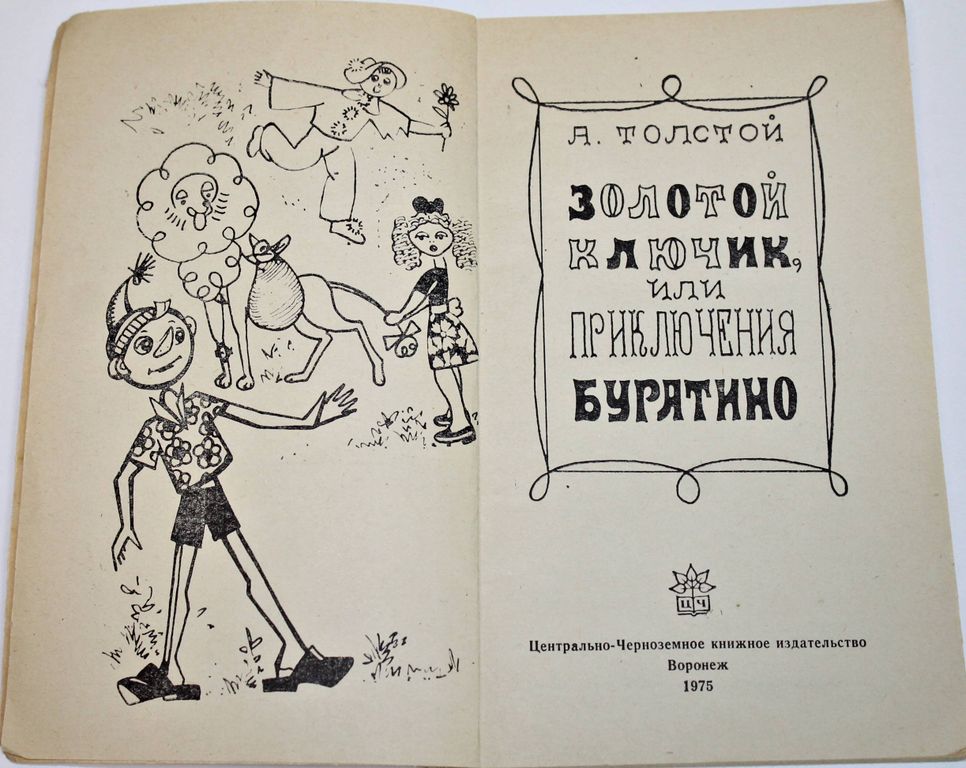 А. ТОЛСТОЙ
ЗОЛОТОЙ
КЛЮЧИК,
ИЛИ
ПРИКЛЮЧЕНИЯ
БУРАТИНО
ЦЧ
Центрально-Черноземное книжное издательство
Воронеж
1975